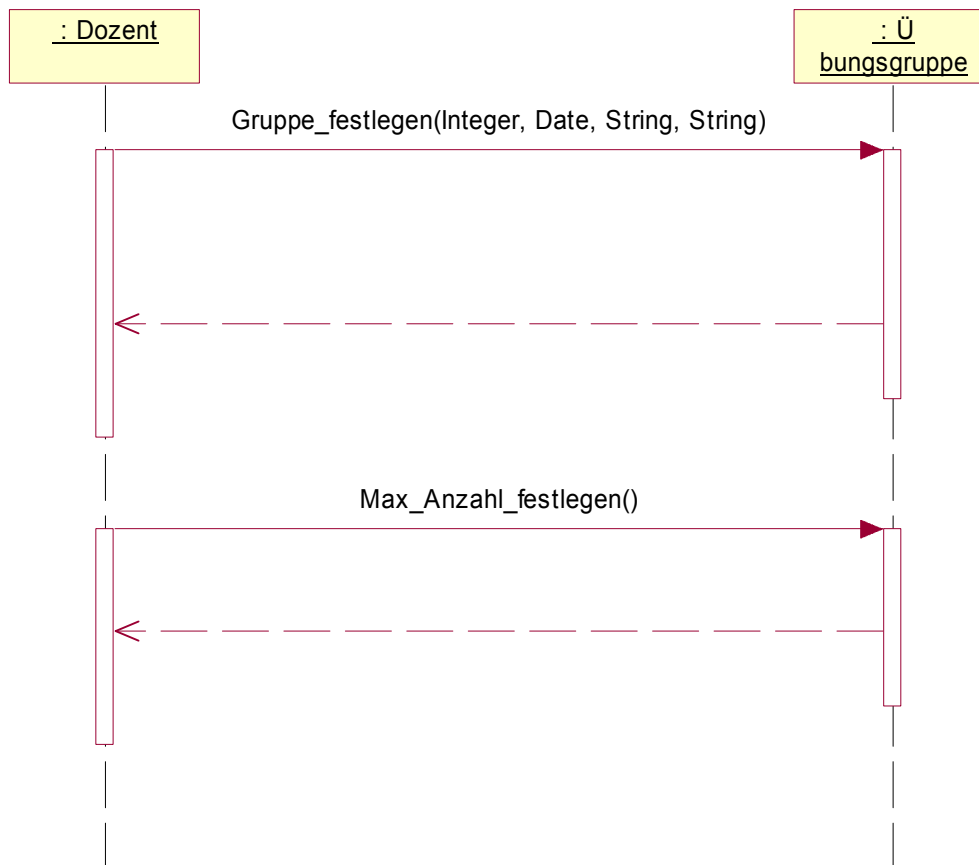 : Dozent
: Ü
bungsgruppe
Gruppe_festlegen(Integer, Date, String, String)
Max_Anzahl_festlegen()